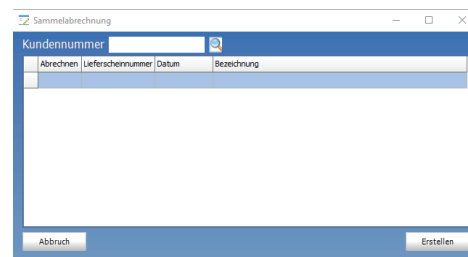 Sammelabrechnung
Kundennummer
Abrechnen Lieferscheinnummer Datum Bezeichnung
Abbruch Erstellen